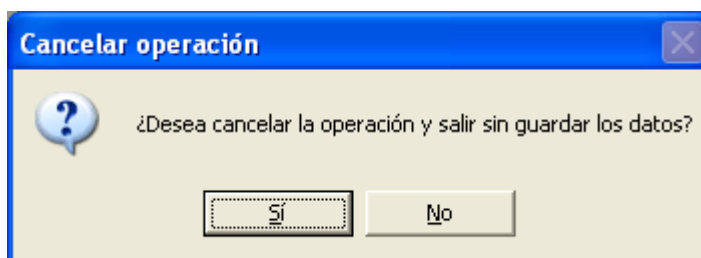 Cancelar operación
¿Desea cancelar la operación y salir sin guardar los datos?
Sí
No